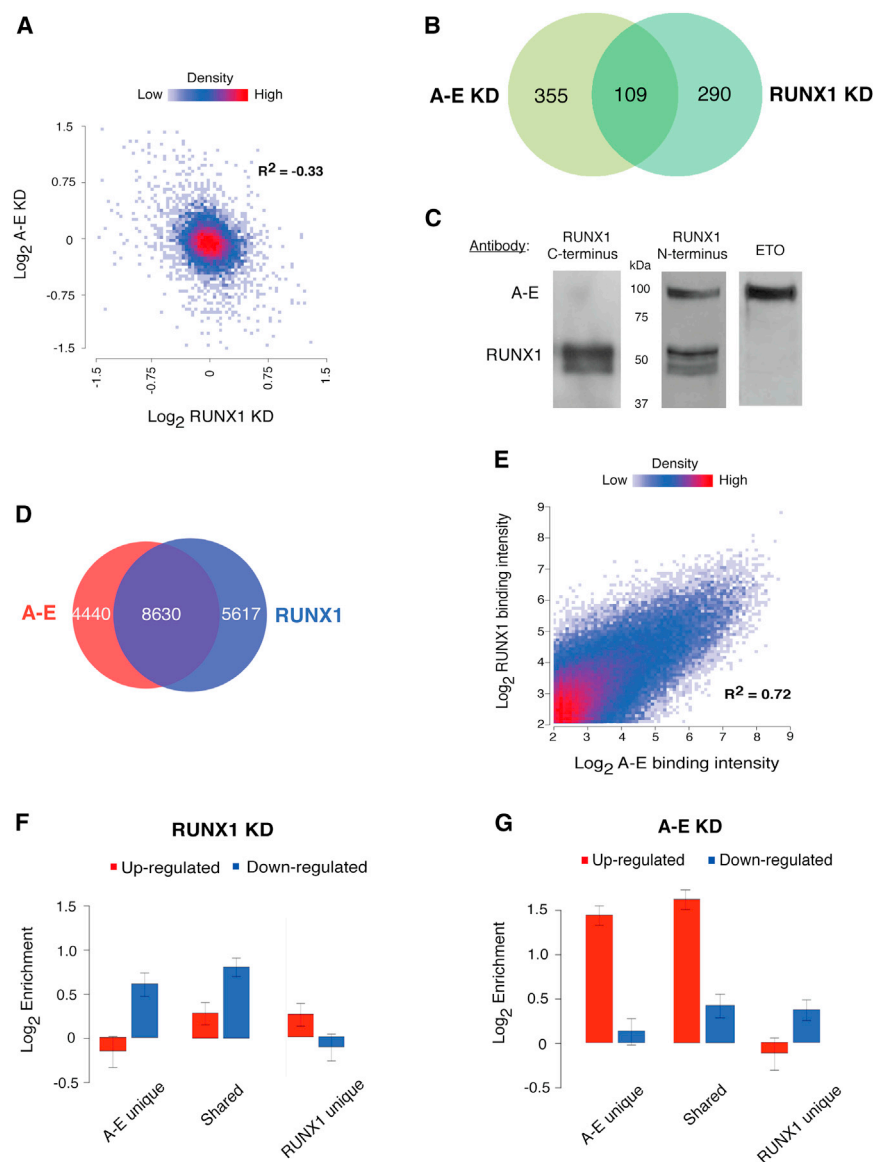 A
Density
Low High
1.5
0.75
0
-0.75
-1.5
Log2 A-E KD
R2 = -0.33
-1.5
-0.75
0
0.75
1.5
Log2 RUNX1 KD
B
A-E KD 355 109 290 RUNX1 KD
C
Antibody:
RUNX1
C-terminus
RUNX1
N-terminus
ETO
kDa
A-E
RUNX1
100
75
50
37
D
A-E 4440 8630 5617 RUNX1
E
Density
Low High
9
8
7
6
5
4
3
2
Log2 RUNX1 binding intensity
R2 = 0.72
2 3 4 5 6 7 8 9
Log2 A-E binding intensity
F
RUNX1 KD
Up-regulated Down-regulated
1.5
1.0
0.5
0
-0.5
Log2 Enrichment
A-E unique
Shared
RUNX1 unique
G
A-E KD
Up-regulated Down-regulated
1.5
1.0
0.5
0
-0.5
Log2 Enrichment
A-E unique
Shared
RUNX1 unique